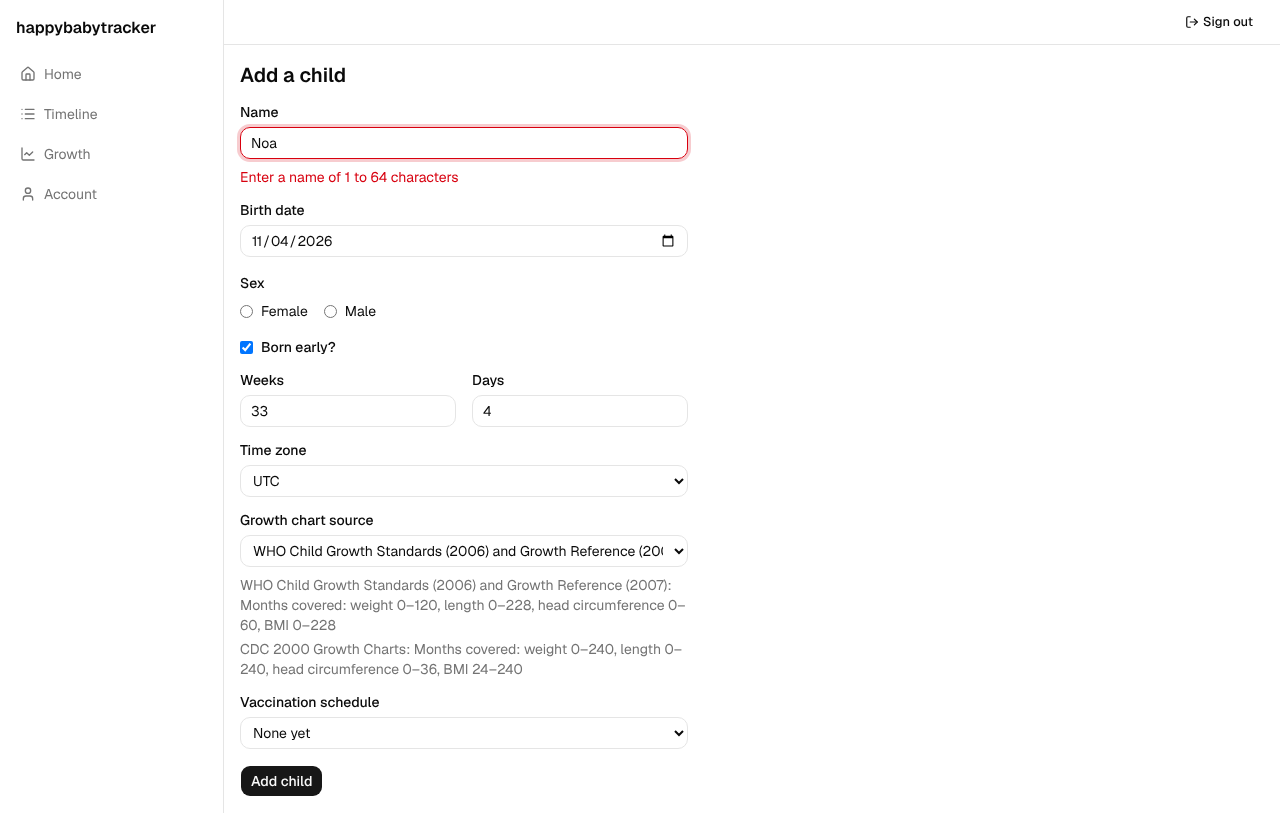 happybabytracker
Sign out
Home
Timeline
Growth
Account
Add a child
Name
Noa
Enter a name of 1 to 64 characters
Birth date
11/04/2026
Sex
Female
Male
Born early?
Weeks
Days
33
4
Time zone
UTC
Growth chart source
WHO Child Growth Standards (2006) and Growth Reference (200
WHO Child Growth Standards (2006) and Growth Reference (2007):
Months covered: weight 0–120, length 0–228, head circumference 0–
60, BMI 0–228
CDC 2000 Growth Charts: Months covered: weight 0–240, length 0–
240, head circumference 0–36, BMI 24–240
Vaccination schedule
None yet
Add child